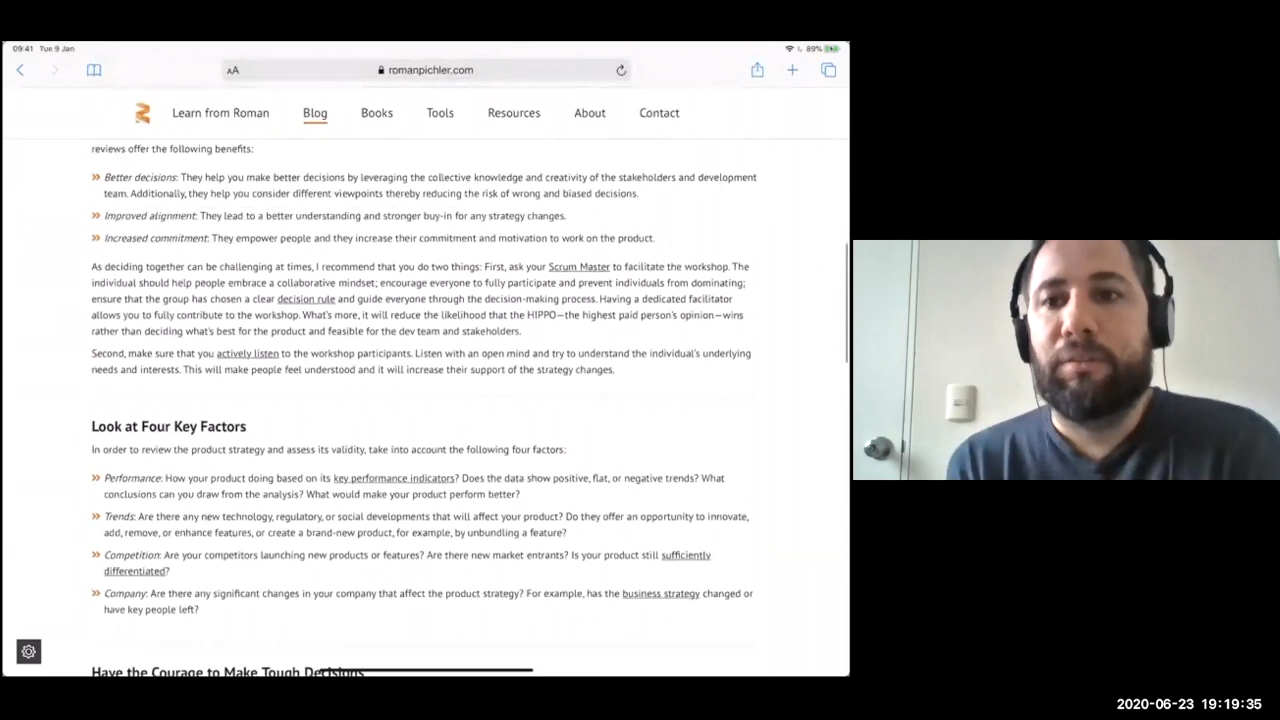 09:41 Tue 9 Jan
89%
AA
romanpichler.com
Learn from Roman Blog Books Tools Resources About Contact
reviews offer the following benefits:
» Better decisions: They help you make better decisions by leveraging the collective knowledge and creativity of the stakeholders and development
team. Additionally, they help you consider different viewpoints thereby reducing the risk of wrong and biased decisions.
» Improved alignment: They lead to a better understanding and stronger buy-in for any strategy changes.
» Increased commitment: They empower people and they increase their commitment and motivation to work on the product.
As deciding together can be challenging at times, I recommend that you do two things: First, ask your Scrum Master to facilitate the workshop. The
individual should help people embrace a collaborative mindset; encourage everyone to fully participate and prevent individuals from dominating;
ensure that the group has chosen a clear decision rule and guide everyone through the decision-making process. Having a dedicated facilitator
allows you to fully contribute to the workshop. What's more, it will reduce the likelihood that the HIPPO—the highest paid person's opinion—wins
rather than deciding what's best for the product and feasible for the dev team and stakeholders.
Second, make sure that you actively listen to the workshop participants. Listen with an open mind and try to understand the individual's underlying
needs and interests. This will make people feel understood and it will increase their support of the strategy changes.
Look at Four Key Factors
In order to review the product strategy and assess its validity, take into account the following four factors:
» Performance: How your product doing based on its key performance indicators? Does the data show positive, flat, or negative trends? What
conclusions can you draw from the analysis? What would make your product perform better?
» Trends: Are there any new technology, regulatory, or social developments that will affect your product? Do they offer an opportunity to innovate,
add, remove, or enhance features, or create a brand-new product, for example, by unbundling a feature?
» Competition: Are your competitors launching new products or features? Are there new market entrants? Is your product still sufficiently
differentiated?
» Company: Are there any significant changes in your company that affect the product strategy? For example, has the business strategy changed or
have key people left?
Have the Courage to Make Tough Decisions
2020-06-23 19:19:35